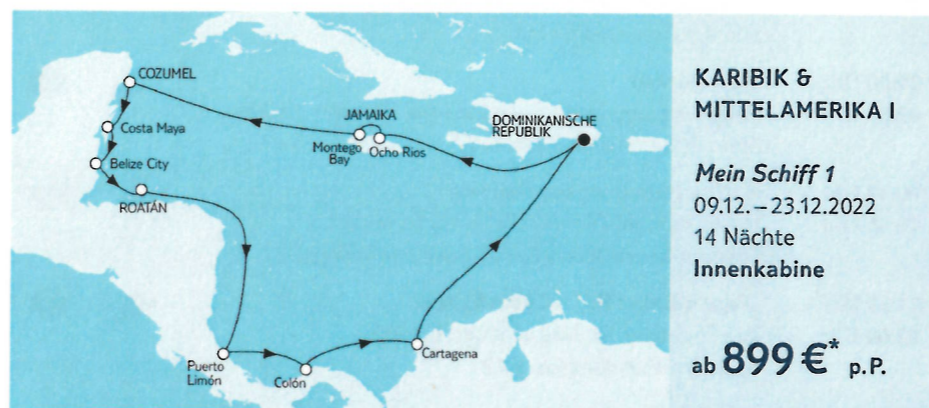 COZUMEL
Costa Maya
Belize City
ROATÁN
JAMAIKA
Montego
Bay
Ocho Rios
DOMINIKANISCHE
REPUBLIK
Puerto
Limón
Colón
Cartagena
KARIBIK &
MITTELAMERIKA I
Mein Schiff 1
09.12. – 23.12.2022
14 Nächte
Innenkabine
ab 899 €* p.P.